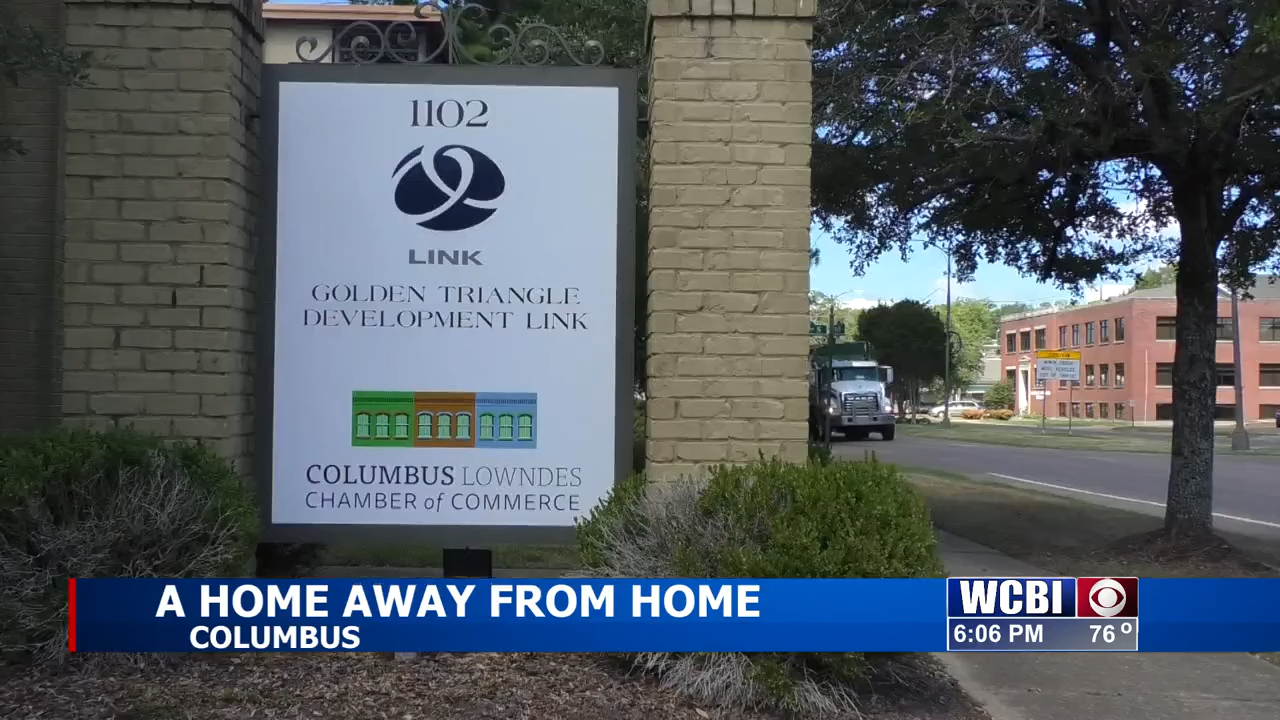 1102
LINK
GOLDEN TRIANGLE
DEVELOPMENT LINK
COLUMBUS LOWNDES
CHAMBER of COMMERCE
A HOME AWAY FROM HOME
COLUMBUS
WCBI
6:06 PM 76°